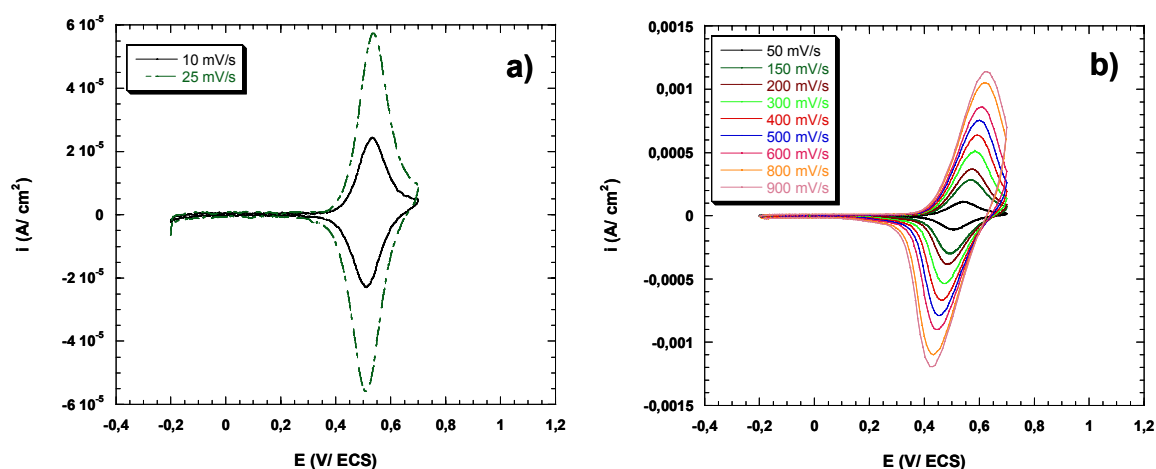 a)
10 mV/s
25 mV/s
6 10⁻⁵
4 10⁻⁵
2 10⁻⁵
0
-2 10⁻⁵
-4 10⁻⁵
-6 10⁻⁵
i (A/ cm²)
-0,4 -0,2 0 0,2 0,4 0,6 0,8 1 1,2
E (V/ ECS)
b)
50 mV/s
150 mV/s
200 mV/s
300 mV/s
400 mV/s
500 mV/s
600 mV/s
800 mV/s
900 mV/s
0,0015
0,001
0,0005
0
-0,0005
-0,001
-0,0015
i (A/ cm²)
-0,4 -0,2 0 0,2 0,4 0,6 0,8 1 1,2
E (V/ ECS)